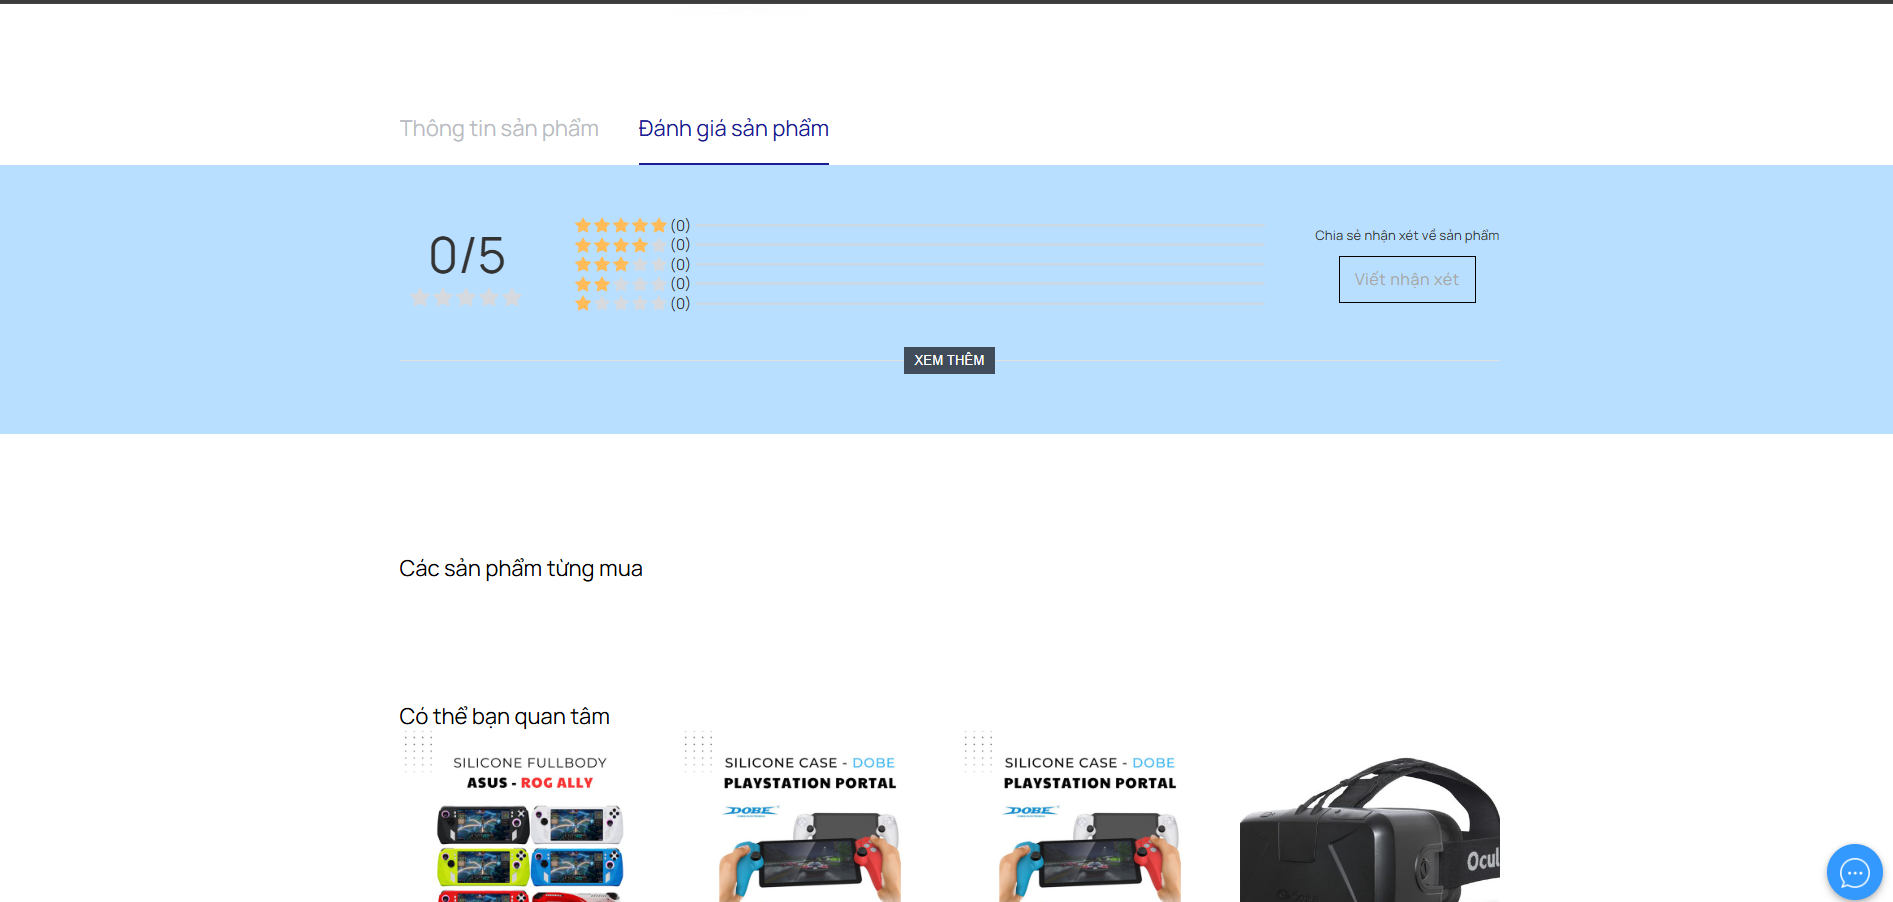 Thông tin sản phẩm
Đánh giá sản phẩm
0/5
(0)
(0)
(0)
(0)
(0)
Chia sẻ nhận xét về sản phẩm
Viết nhận xét
XEM THÊM
Các sản phẩm từng mua
Có thể bạn quan tâm
SILICONE FULLBODY
ASUS - ROG ALLY
SILICONE CASE - DOBE
PLAYSTATION PORTAL
DOBE
SILICONE CASE - DOBE
PLAYSTATION PORTAL
DOBE
Ocul